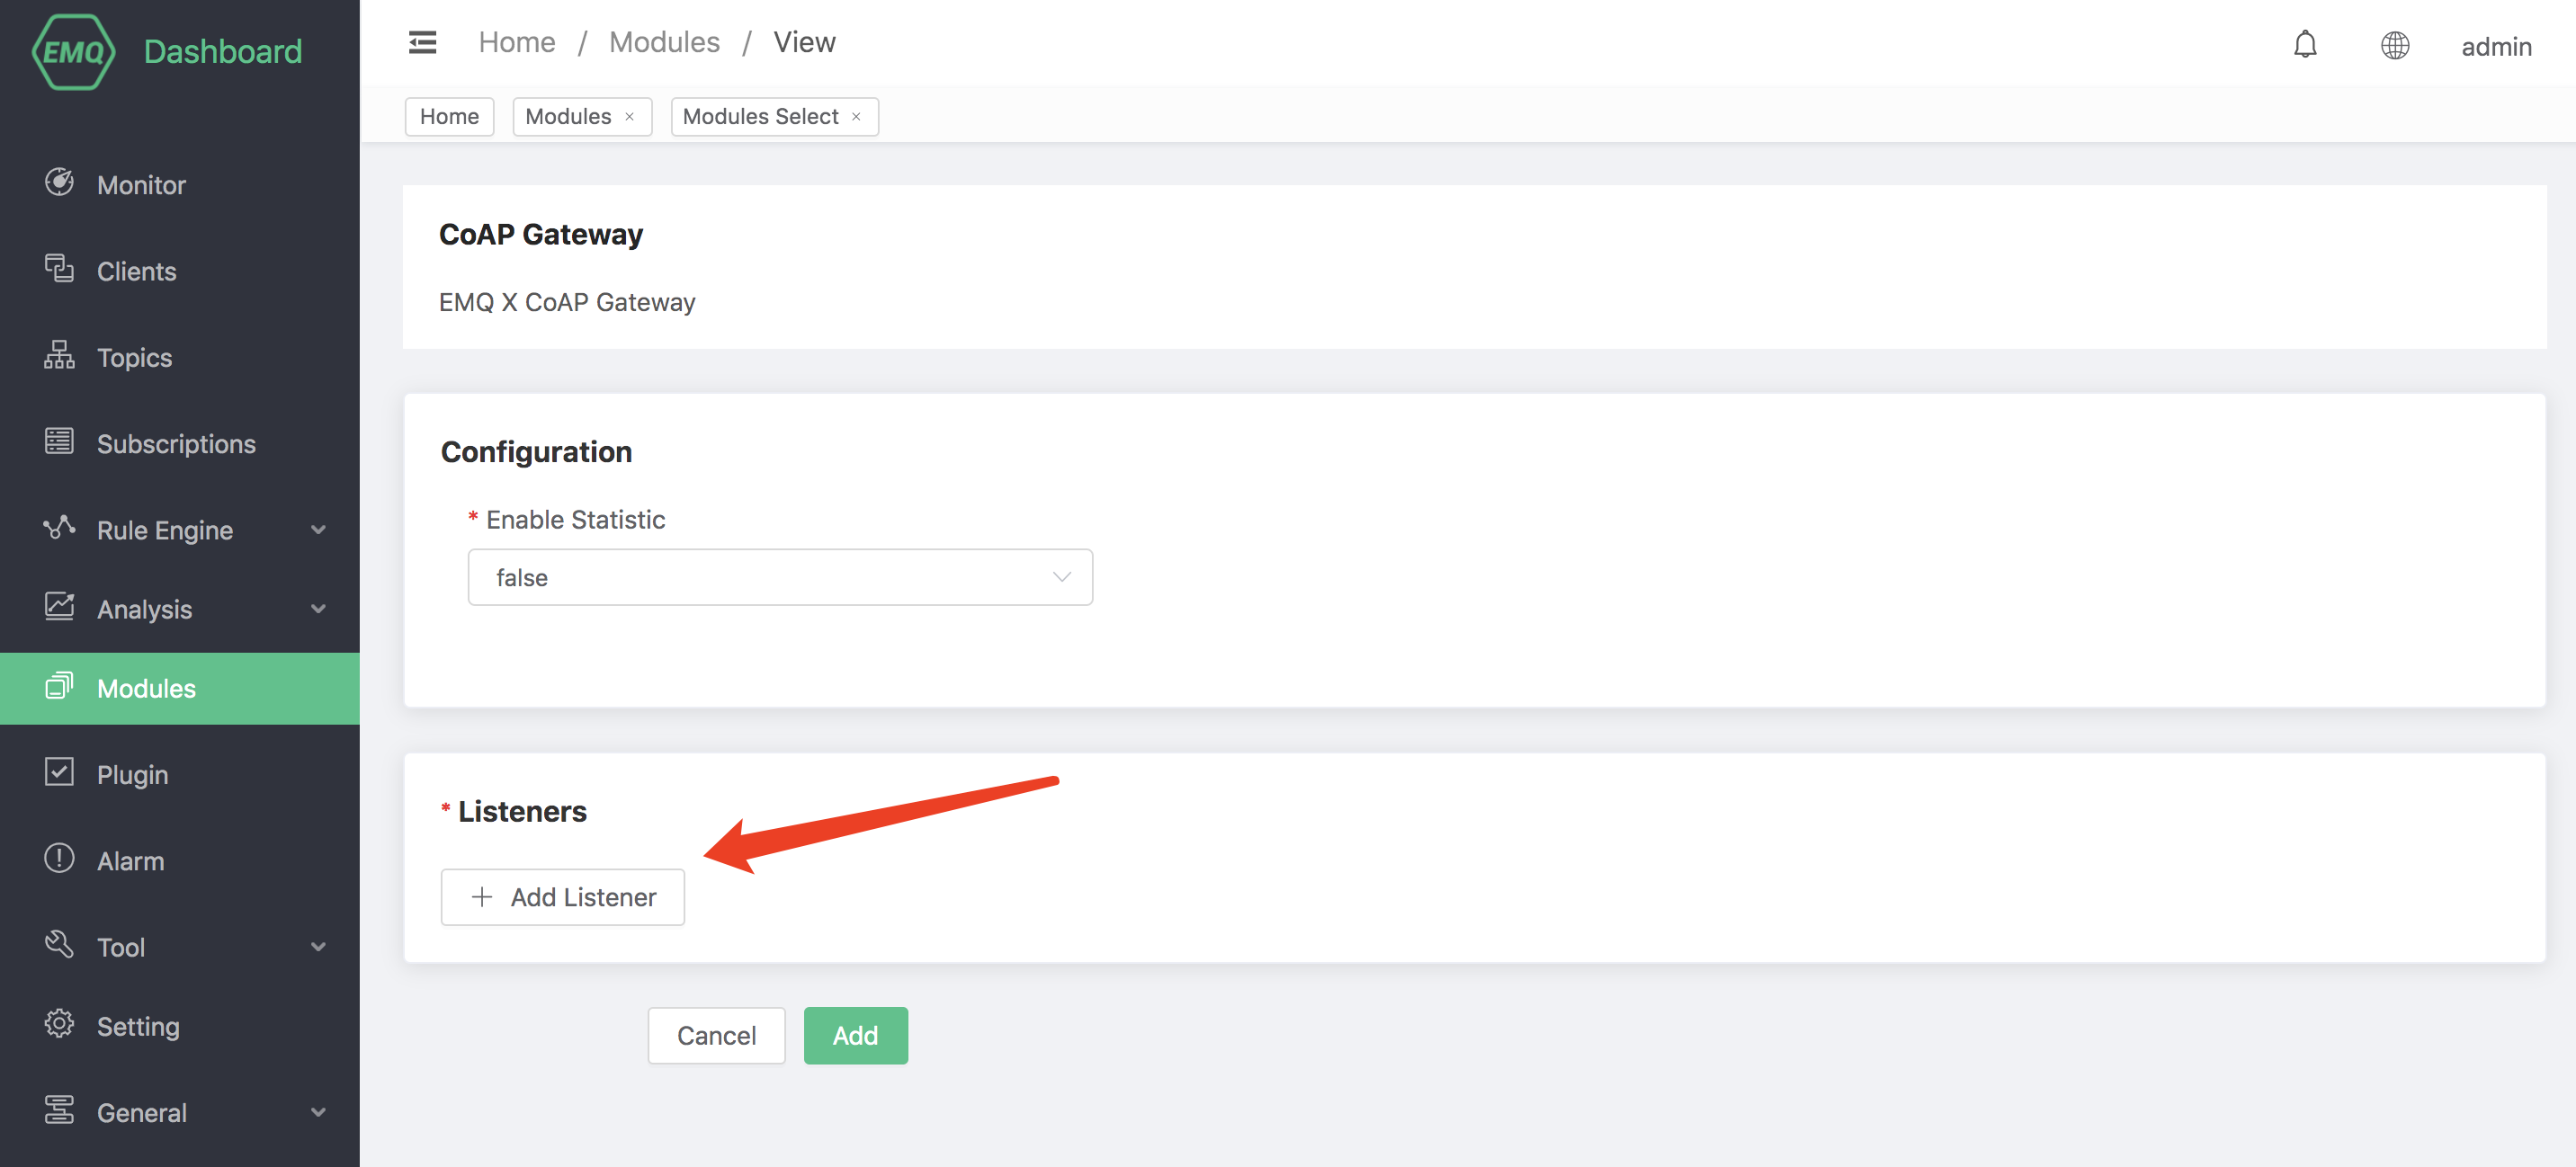 EMQ Dashboard
Home / Modules / View
admin
Home
Modules ×
Modules Select ×
Monitor
Clients
Topics
Subscriptions
Rule Engine
Analysis
Modules
Plugin
Alarm
Tool
Setting
General
CoAP Gateway
EMQ X CoAP Gateway
Configuration
* Enable Statistic
false
* Listeners
+ Add Listener
Cancel
Add